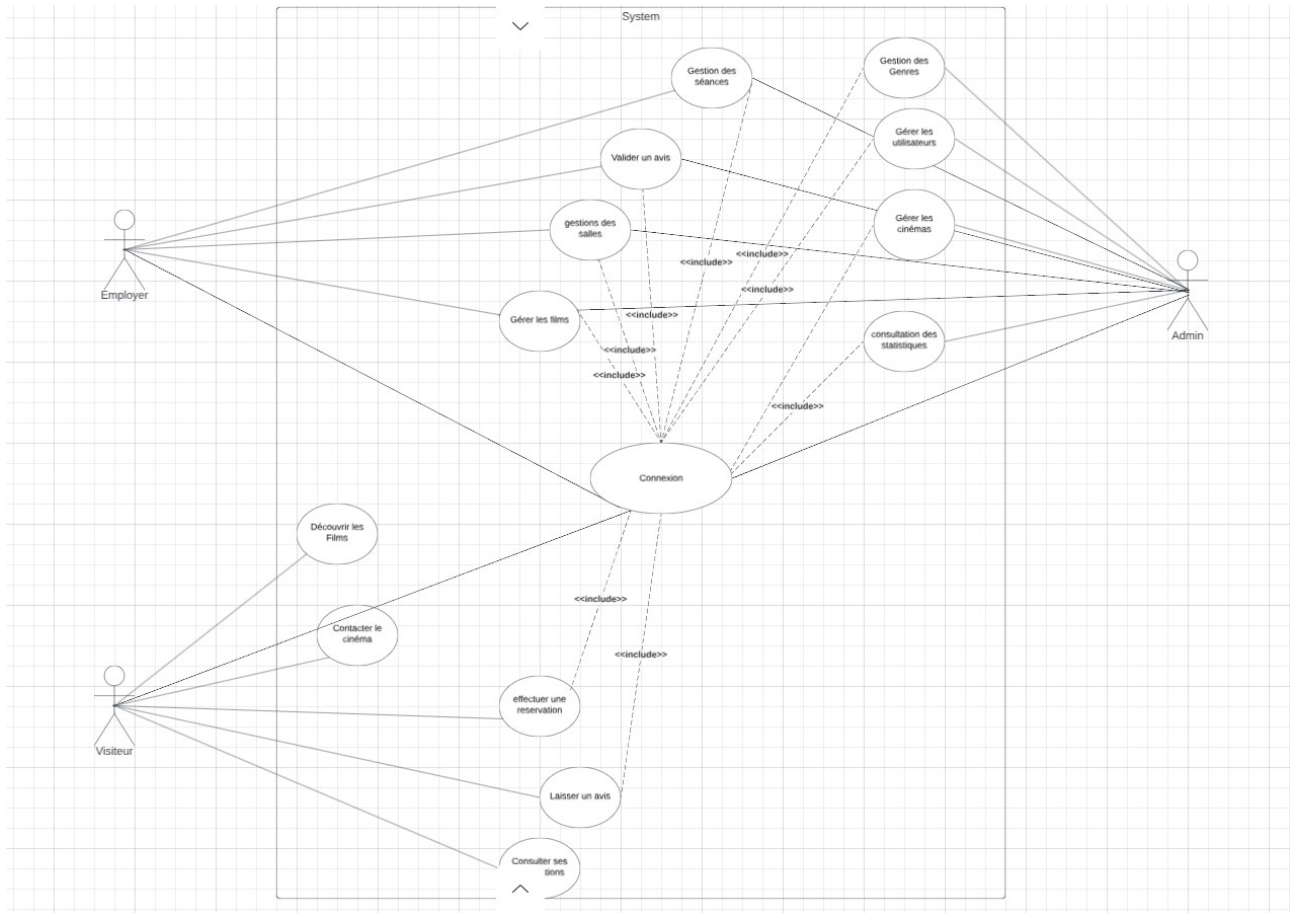 System
Gestion des
séances
Gestion des
Genres
Valider un avis
Gérer les
utilisateurs
gestions des
salles
Gérer les
cinémas
Employer
<<include>>
<<include>>
<<include>>
Gérer les films
<<include>>
consultation des
statistiques
Admin
<<include>>
<<include>>
<<include>>
Connexion
Découvrir les
Films
<<include>>
Contacter le
cinéma
<<include>>
effectuer une
reservation
Visiteur
Laisser un avis
Consulter ses
tions